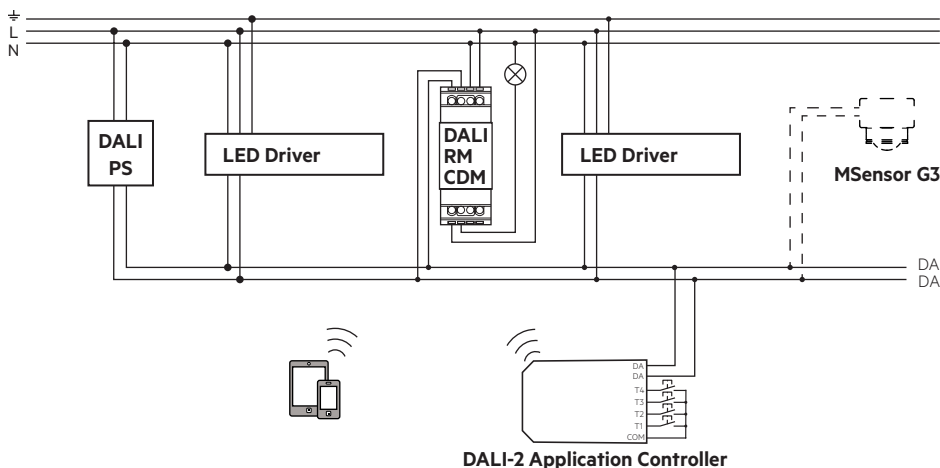 L
N
DALI
PS
LED Driver
DALI
RM
CDM
LED Driver
MSensor G3
DA
DA
DA
DA
T4
T3
T2
T1
COM
DALI-2 Application Controller